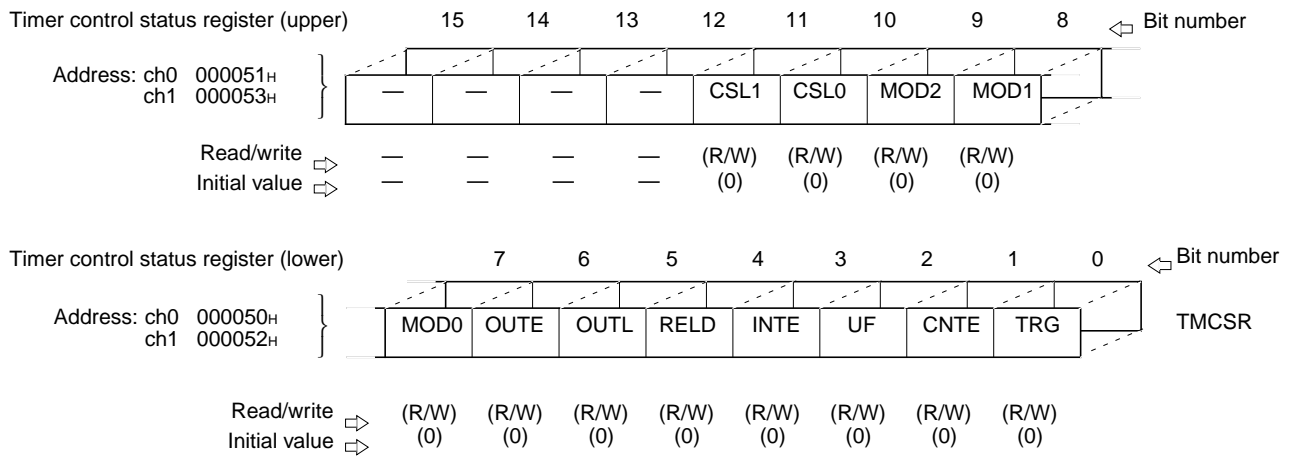 Timer control status register (upper) 15 14 13 12 11 10 9 8 Bit number
Address: ch0 000051H
ch1 000053H
— — — — CSL1 CSL0 MOD2 MOD1
Read/write — — — — (R/W) (R/W) (R/W) (R/W)
Initial value — — — — (0) (0) (0) (0)
Timer control status register (lower) 7 6 5 4 3 2 1 0 Bit number
Address: ch0 000050H
ch1 000052H
MOD0 OUTE OUTL RELD INTE UF CNTE TRG TMCSR
Read/write (R/W) (R/W) (R/W) (R/W) (R/W) (R/W) (R/W) (R/W)
Initial value (0) (0) (0) (0) (0) (0) (0) (0)